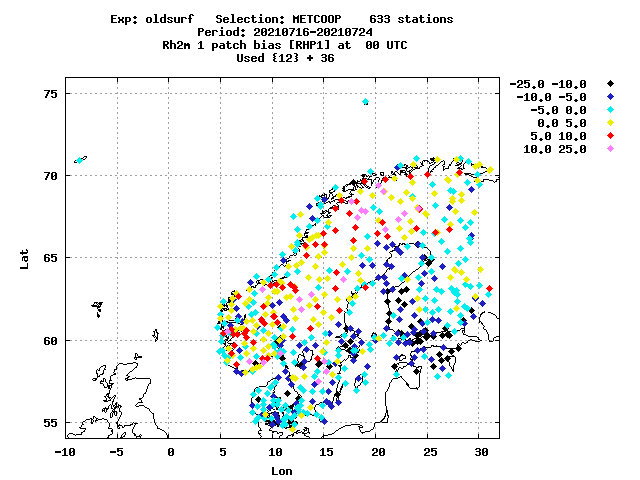 Exp: oldsurf   Selection: METCOOP    633 stations
Period: 20210716-20210724
Rh2m 1 patch bias [RHP1] at  00 UTC
Used {12} + 36
-25.0 -10.0
-10.0 -5.0
-5.0 0.0
0.0 5.0
5.0 10.0
10.0 25.0
75
70
65
60
55
Lat
-10 -5 0 5 10 15 20 25 30
Lon